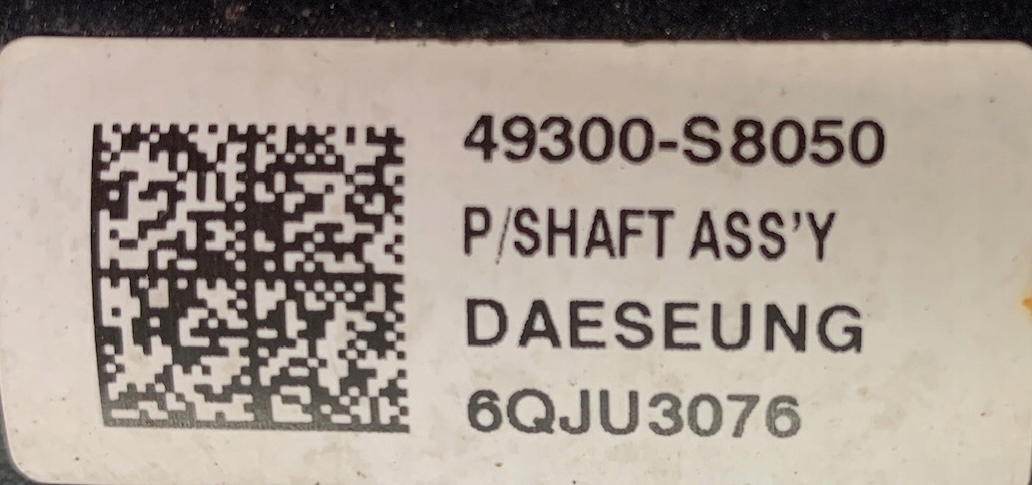 49300-S8050
P/SHAFT ASS'Y
DAESEUNG
6QJU3076